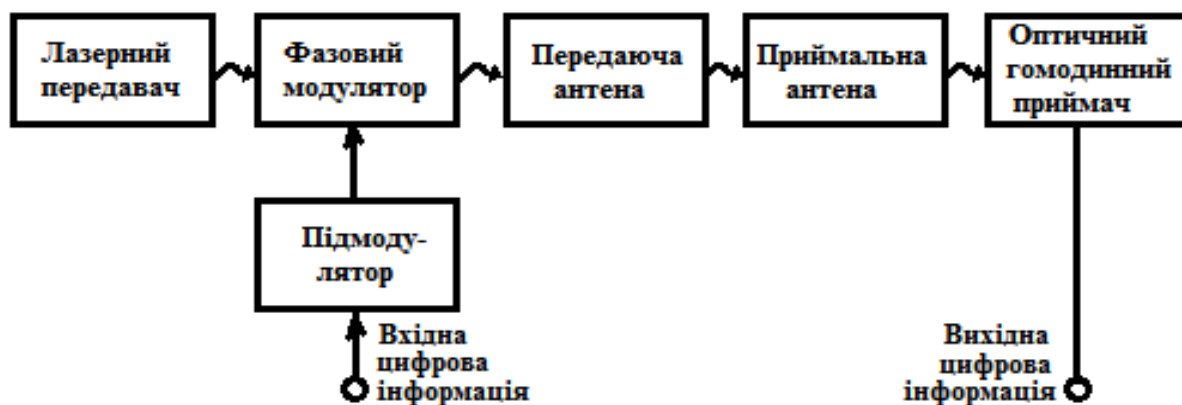 Лазерний
передавач
Фазовий
модулятор
Передаюча
антена
Приймальна
антена
Оптичний
гомодинний
приймач
Підмоду-
лятор
Вхідна
цифрова
інформація
Вихідна
цифрова
інформація